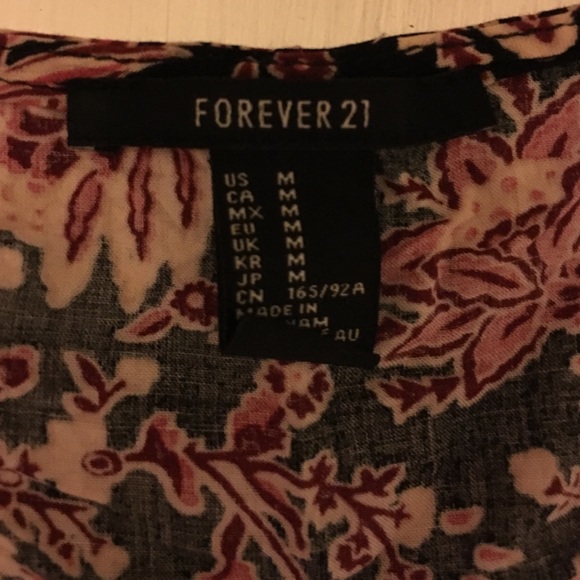 FOREVER 21
US M
CA M
MX M
EU M
UK M
KR M
JP M
CN 165/92A
MADE IN